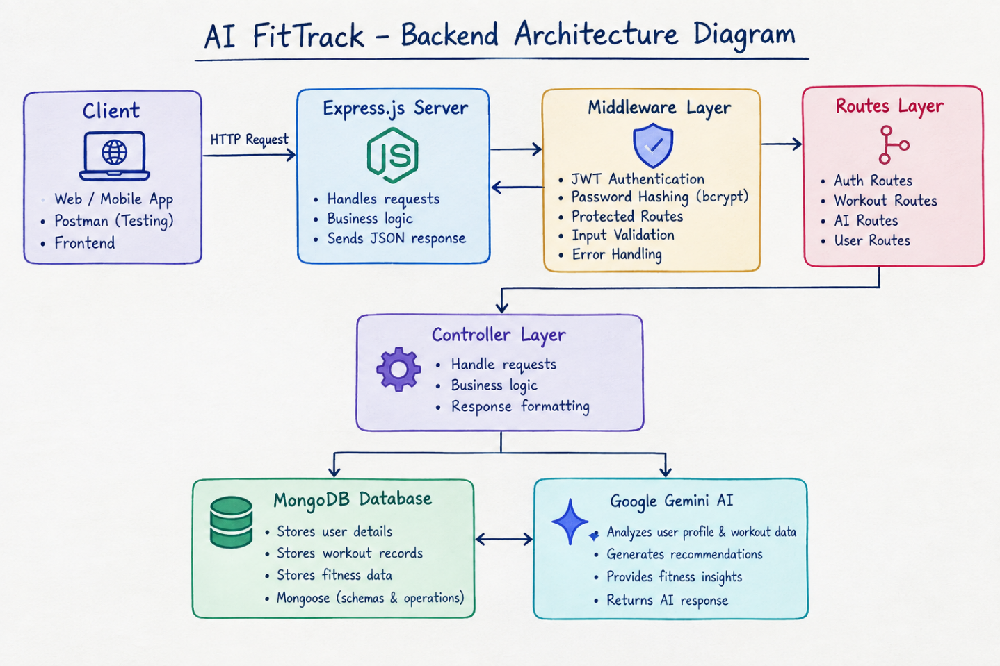 AI FitTrack – Backend Architecture Diagram
Client
Web / Mobile App
• Postman (Testing)
• Frontend
HTTP Request
Express.js Server
JS
• Handles requests
• Business logic
• Sends JSON response
Middleware Layer
• JWT Authentication
• Password Hashing (bcrypt)
• Protected Routes
• Input Validation
• Error Handling
Routes Layer
• Auth Routes
• Workout Routes
• AI Routes
• User Routes
Controller Layer
• Handle requests
• Business logic
• Response formatting
MongoDB Database
• Stores user details
• Stores workout records
• Stores fitness data
• Mongoose (schemas & operations)
Google Gemini AI
• Analyzes user profile & workout data
• Generates recommendations
• Provides fitness insights
• Returns AI response